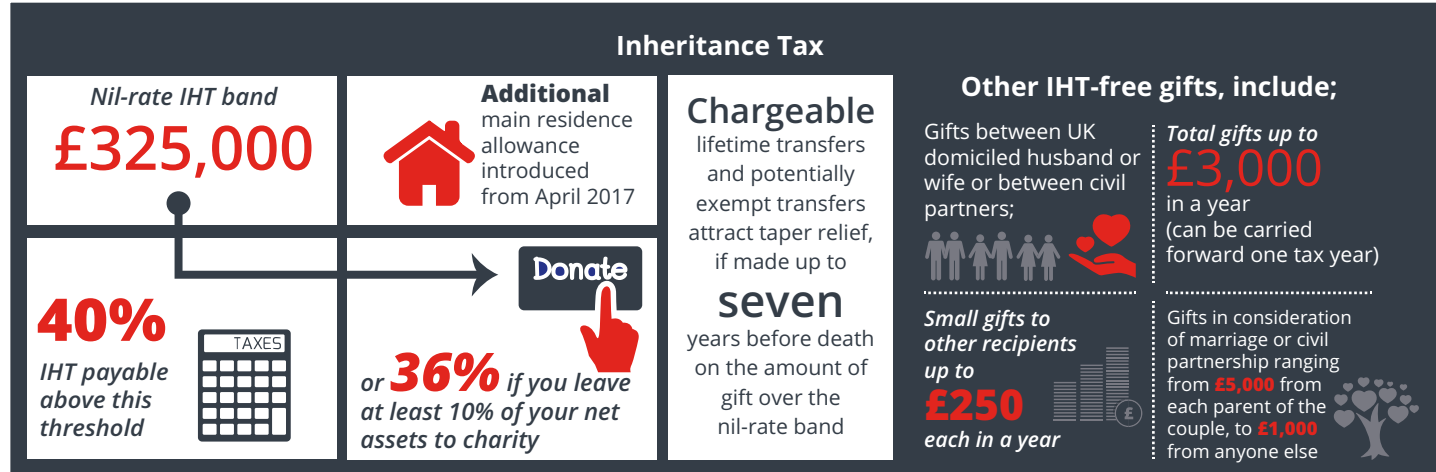 Inheritance Tax
Nil-rate IHT band
£325,000
Additional
main residence
allowance
introduced
from April 2017
40%
IHT payable
above this
threshold
TAXES
Donate
or 36% if you leave
at least 10% of your net
assets to charity
Chargeable
lifetime transfers
and potentially
exempt transfers
attract taper relief,
if made up to
seven
years before death
on the amount of
gift over the
nil-rate band
Other IHT-free gifts, include;
Gifts between UK
domiciled husband or
wife or between civil
partners;
Total gifts up to
£3,000
in a year
(can be carried
forward one tax year)
Small gifts to
other recipients
up to
£250
each in a year
£
Gifts in consideration
of marriage or civil
partnership ranging
from £5,000 from
each parent of the
couple, to £1,000
from anyone else